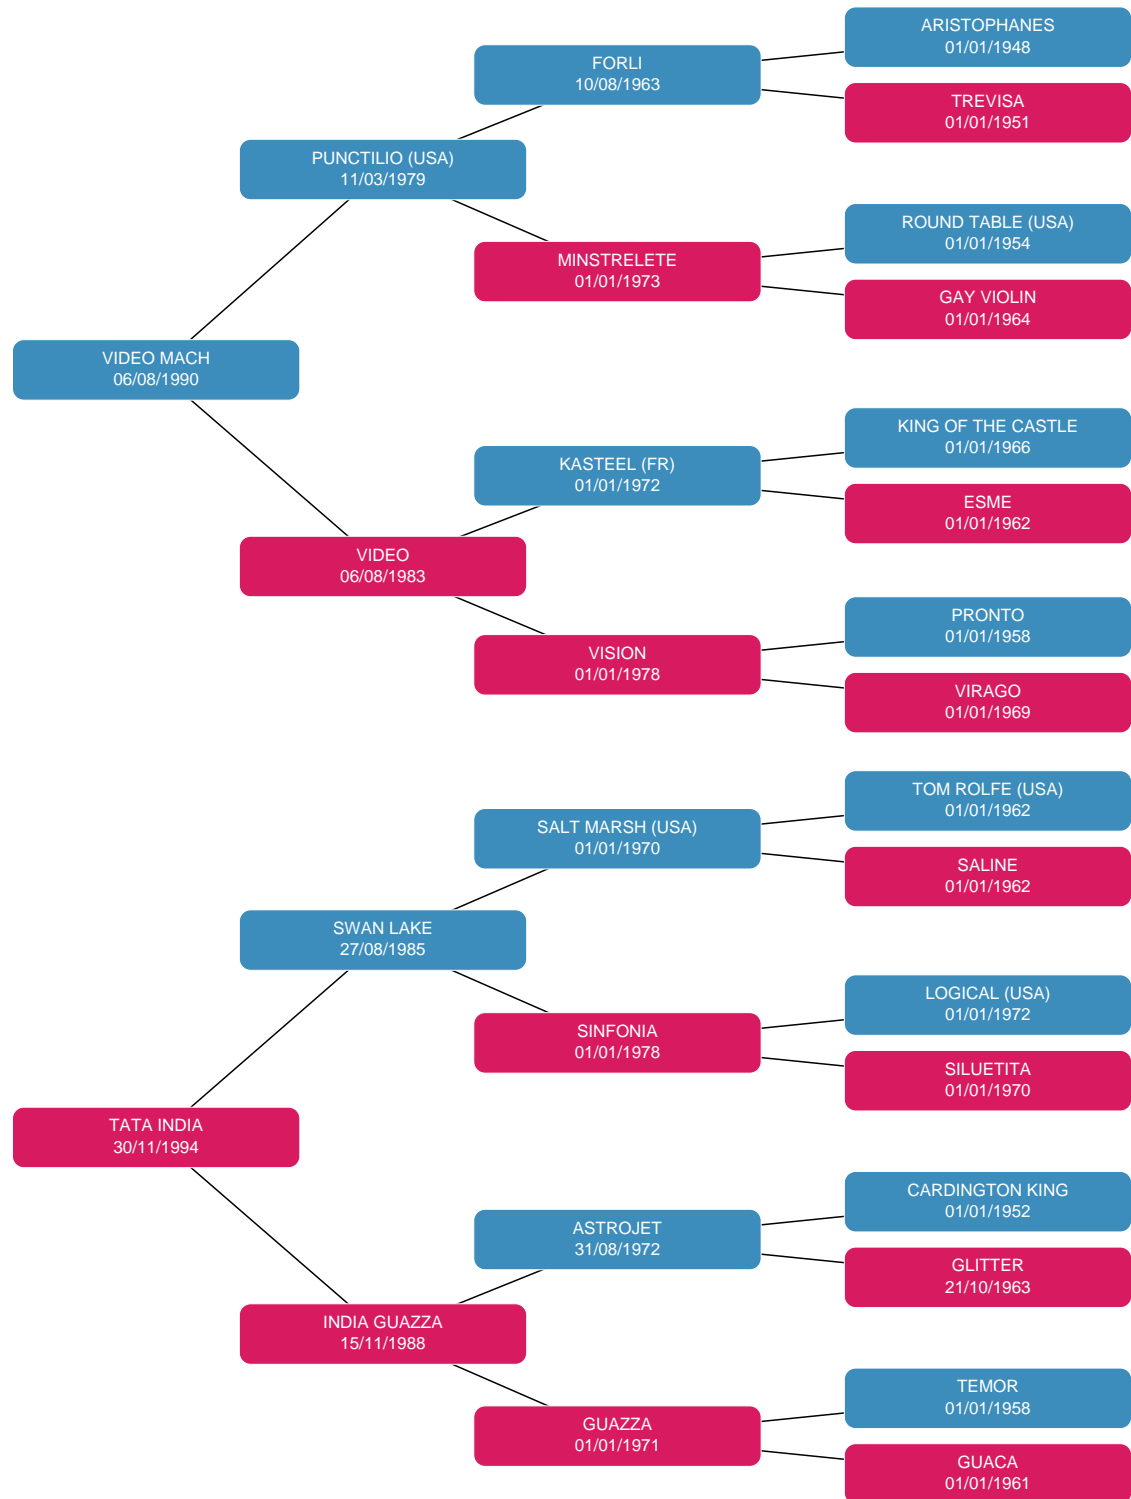 ARISTOPHANES
01/01/1948
FORLI
10/08/1963
TREVISA
01/01/1951
PUNCTILIO (USA)
11/03/1979
ROUND TABLE (USA)
01/01/1954
MINSTRELETE
01/01/1973
GAY VIOLIN
01/01/1964
VIDEO MACH
06/08/1990
KING OF THE CASTLE
01/01/1966
KASTEEL (FR)
01/01/1972
ESME
01/01/1962
VIDEO
06/08/1983
PRONTO
01/01/1958
VISION
01/01/1978
VIRAGO
01/01/1969
TOM ROLFE (USA)
01/01/1962
SALT MARSH (USA)
01/01/1970
SALINE
01/01/1962
SWAN LAKE
27/08/1985
LOGICAL (USA)
01/01/1972
SINFONIA
01/01/1978
SILUETITA
01/01/1970
TATA INDIA
30/11/1994
CARDINGTON KING
01/01/1952
ASTROJET
31/08/1972
GLITTER
21/10/1963
INDIA GUAZZA
15/11/1988
TEMOR
01/01/1958
GUAZZA
01/01/1971
GUACA
01/01/1961